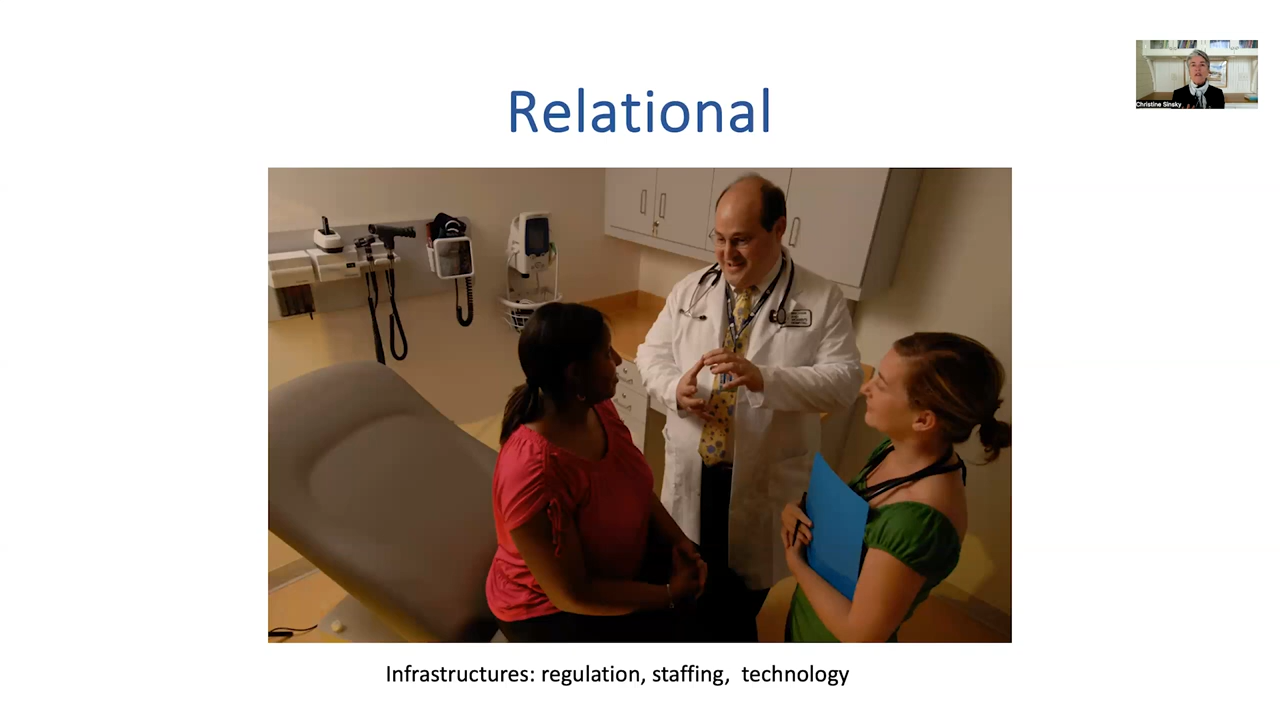 Relational
Christine Sinsky
Infrastructures: regulation, staffing, technology